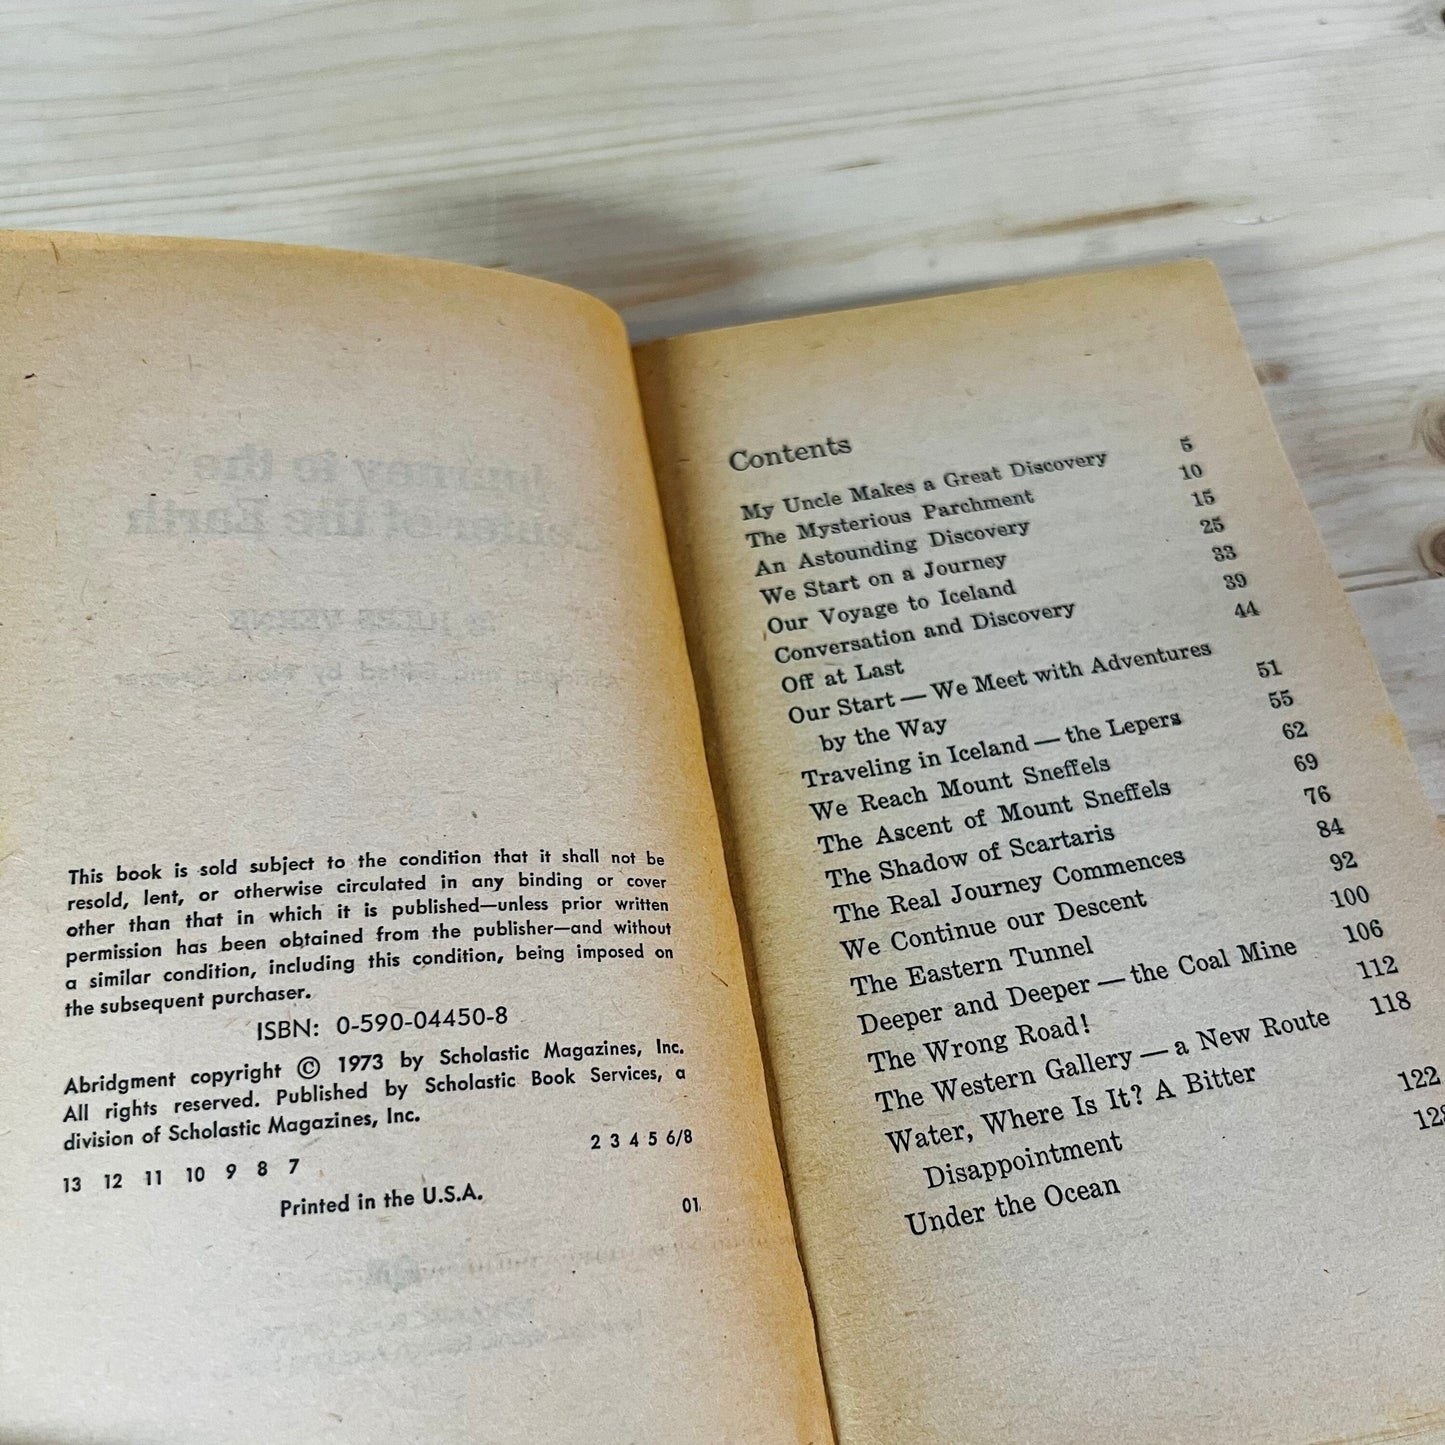 This book is sold subject to the condition that it shall not be
resold, lent, or otherwise circulated in any binding or cover
other than that in which it is published—unless prior written
permission has been obtained from the publisher—and without
a similar condition, including this condition, being imposed on
the subsequent purchaser.
ISBN: 0-590-04450-8
Abridgment copyright © 1973 by Scholastic Magazines, Inc.
All rights reserved. Published by Scholastic Book Services, a
division of Scholastic Magazines, Inc.
13 12 11 10 9 8 7 2 3 4 5 6/8
Printed in the U.S.A. 01
Contents
My Uncle Makes a Great Discovery 5
The Mysterious Parchment 10
An Astounding Discovery 15
We Start on a Journey 25
Our Voyage to Iceland 33
Conversation and Discovery 39
Off at Last 44
Our Start — We Meet with Adventures
by the Way 51
Traveling in Iceland — the Lepers 55
We Reach Mount Sneffels 62
The Ascent of Mount Sneffels 69
The Shadow of Scartaris 76
The Real Journey Commences 84
We Continue our Descent 92
The Eastern Tunnel 100
Deeper and Deeper — the Coal Mine 106
The Wrong Road! 112
The Western Gallery — a New Route 118
Water, Where Is It? A Bitter
Disappointment 122
Under the Ocean 128